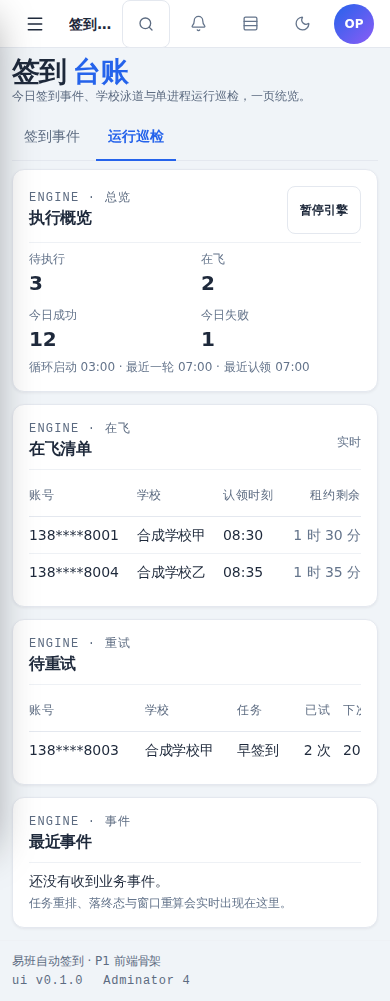 签到...
OP
签到 台账
今日签到事件、学校泳道与单进程运行巡检，一页统览。
签到事件 运行巡检
ENGINE · 总览
执行概览
暂停引擎
待执行 在飞
3 2
今日成功 今日失败
12 1
循环启动 03:00 · 最近一轮 07:00 · 最近认领 07:00
ENGINE · 在飞
在飞清单
实时
账号 学校 认领时刻 租约剩余
138****8001 合成学校甲 08:30 1 时 30 分
138****8004 合成学校乙 08:35 1 时 35 分
ENGINE · 重试
待重试
账号 学校 任务 已试 下
138****8003 合成学校甲 早签到 2 次 20
ENGINE · 事件
最近事件
还没有收到业务事件。
任务重排、落终态与窗口重算会实时出现在这里。
易班自动签到 · P1 前端骨架
ui v0.1.0 Adminator 4